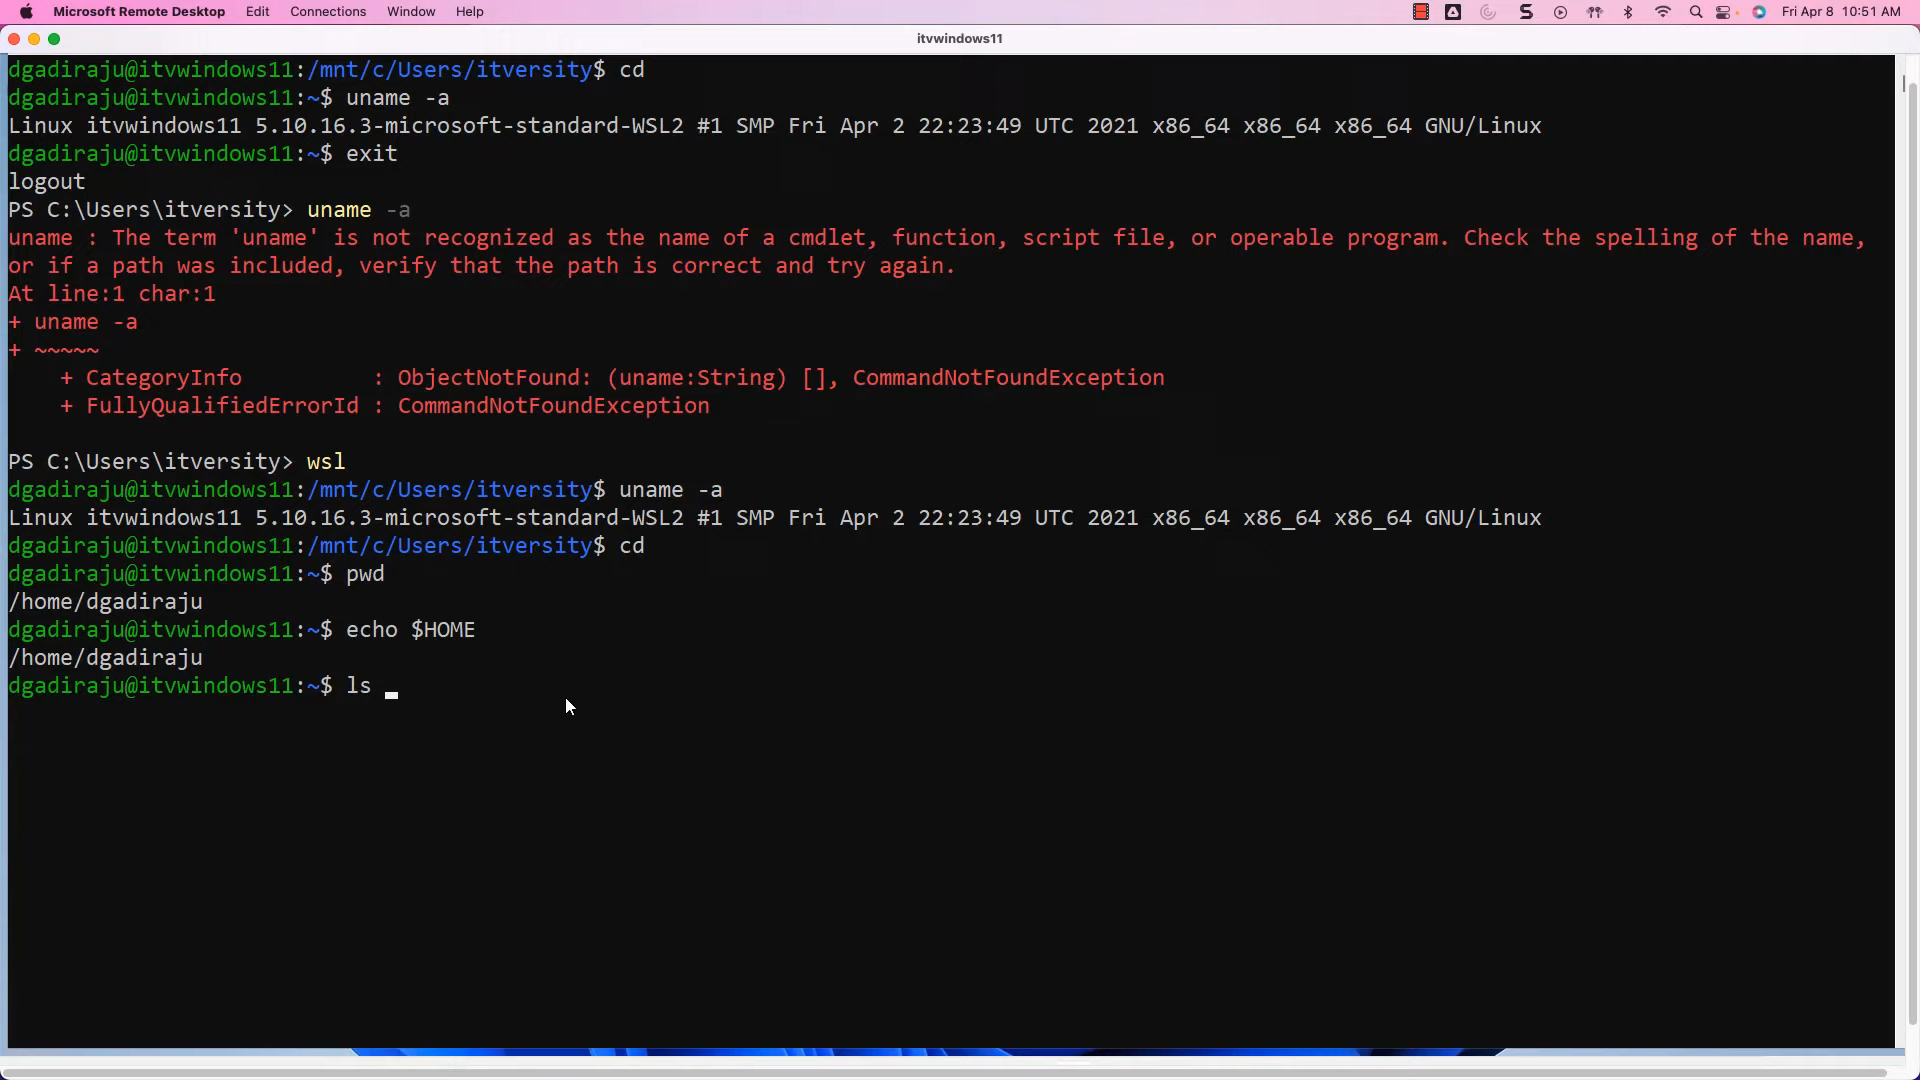 Microsoft Remote Desktop Edit Connections Window Help Fri Apr 8 10:51 AM
itvwindows11
dgadiraju@itvwindows11:/mnt/c/Users/itversity$ cd
dgadiraju@itvwindows11:~$ uname -a
Linux itvwindows11 5.10.16.3-microsoft-standard-WSL2 #1 SMP Fri Apr 2 22:23:49 UTC 2021 x86_64 x86_64 x86_64 GNU/Linux
dgadiraju@itvwindows11:~$ exit
logout
PS C:\Users\itversity> uname -a
uname : The term 'uname' is not recognized as the name of a cmdlet, function, script file, or operable program. Check the spelling of the name,
or if a path was included, verify that the path is correct and try again.
At line:1 char:1
+ uname -a
+ ~~~~~
    + CategoryInfo          : ObjectNotFound: (uname:String) [], CommandNotFoundException
    + FullyQualifiedErrorId : CommandNotFoundException
PS C:\Users\itversity> wsl
dgadiraju@itvwindows11:/mnt/c/Users/itversity$ uname -a
Linux itvwindows11 5.10.16.3-microsoft-standard-WSL2 #1 SMP Fri Apr 2 22:23:49 UTC 2021 x86_64 x86_64 x86_64 GNU/Linux
dgadiraju@itvwindows11:/mnt/c/Users/itversity$ cd
dgadiraju@itvwindows11:~$ pwd
/home/dgadiraju
dgadiraju@itvwindows11:~$ echo $HOME
/home/dgadiraju
dgadiraju@itvwindows11:~$ ls